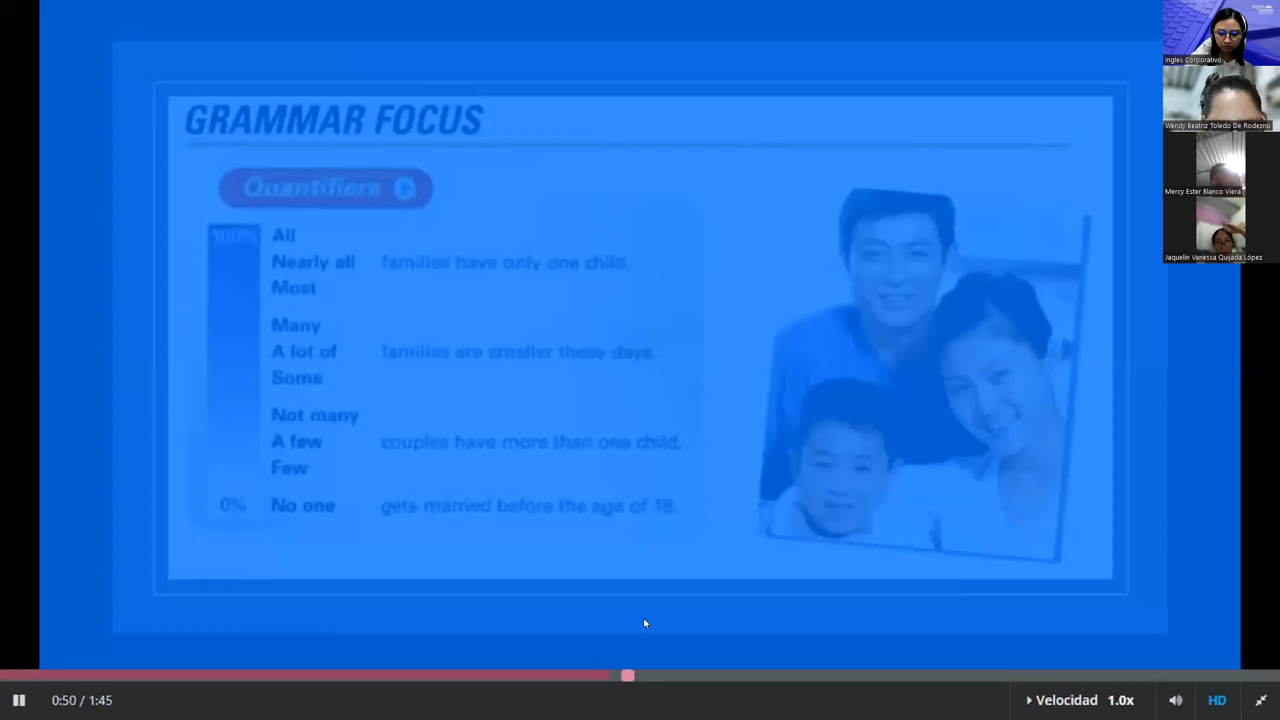 GRAMMAR FOCUS
Quantifiers
100% All
Nearly all families have only one child
Most
Many
A lot of families are smaller these days.
Some
Not many
A few couples have more than one child.
Few
0% No one gets married before the age of 18.
Ingles Corporativo
Wendy Beatriz Toledo De Rodezno
Mercy Ester Blanco Viera
Jaquelin Vanessa Quijada López
0:50 / 1:45
Velocidad 1.0x
HD